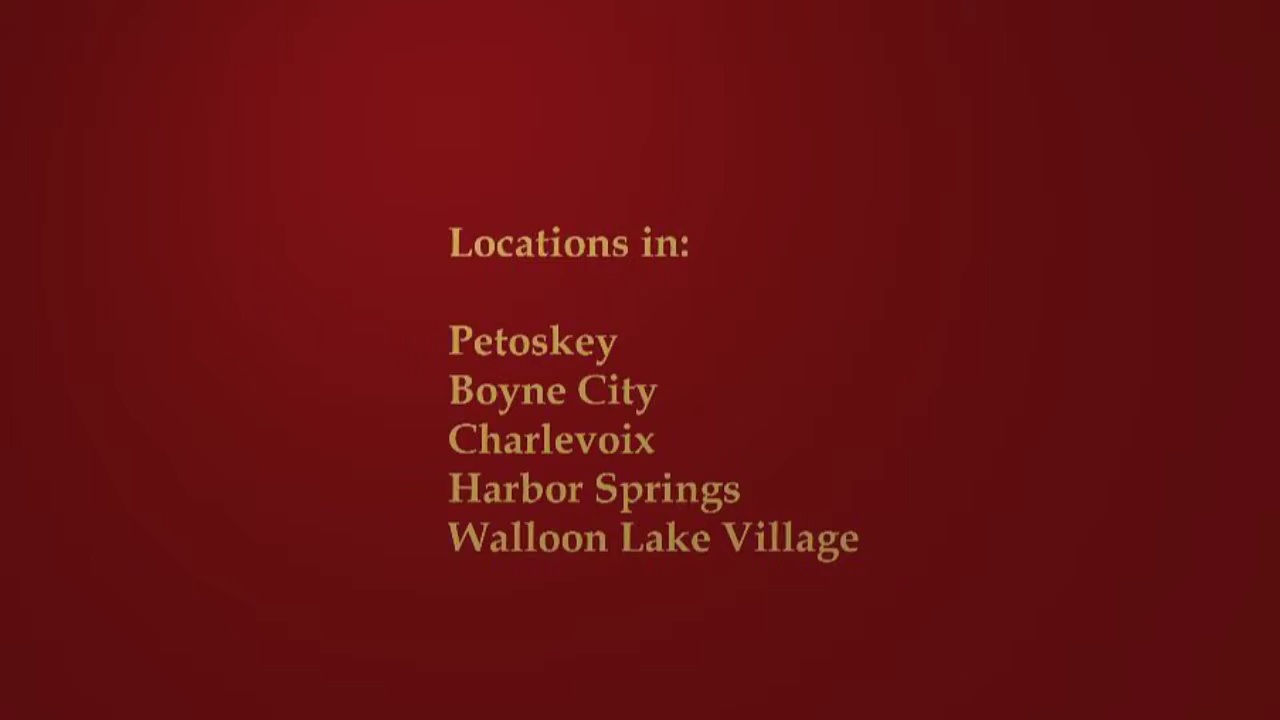 Locations in:
Petoskey
Boyne City
Charlevoix
Harbor Springs
Walloon Lake Village